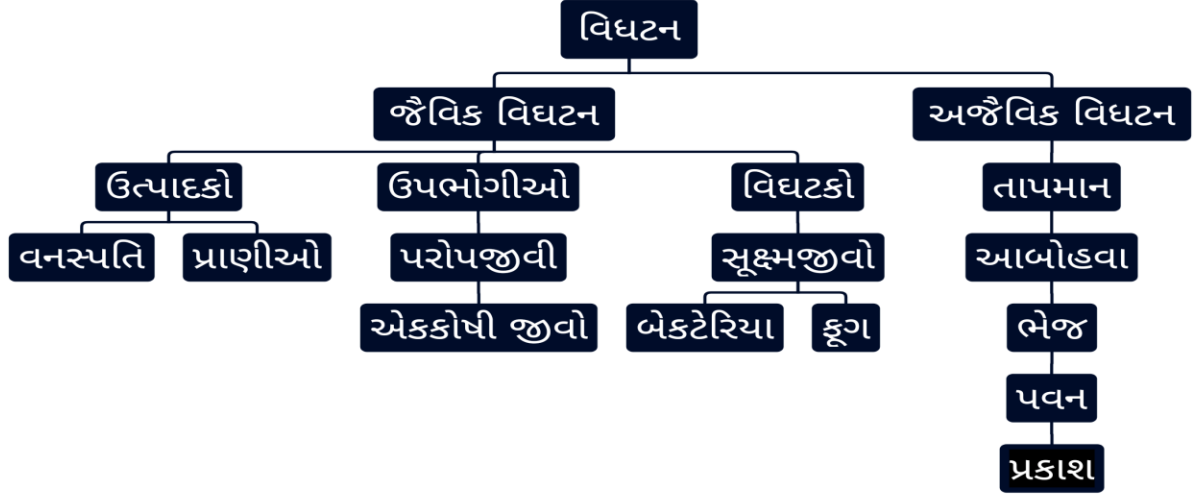 વિઘટન
જૈવિક વિઘટન
અજૈવિક વિઘટન
ઉત્પાદકો
ઉપભોગીઓ
વિઘટકો
તાપમાન
વનસ્પતિ
પ્રાણીઓ
પરોપજીવી
સૂક્ષ્મજીવો
આબોહવા
એકકોષી જીવો
બેકટેરિયા
ફૂગ
ભેજ
પવન
પ્રકાશ